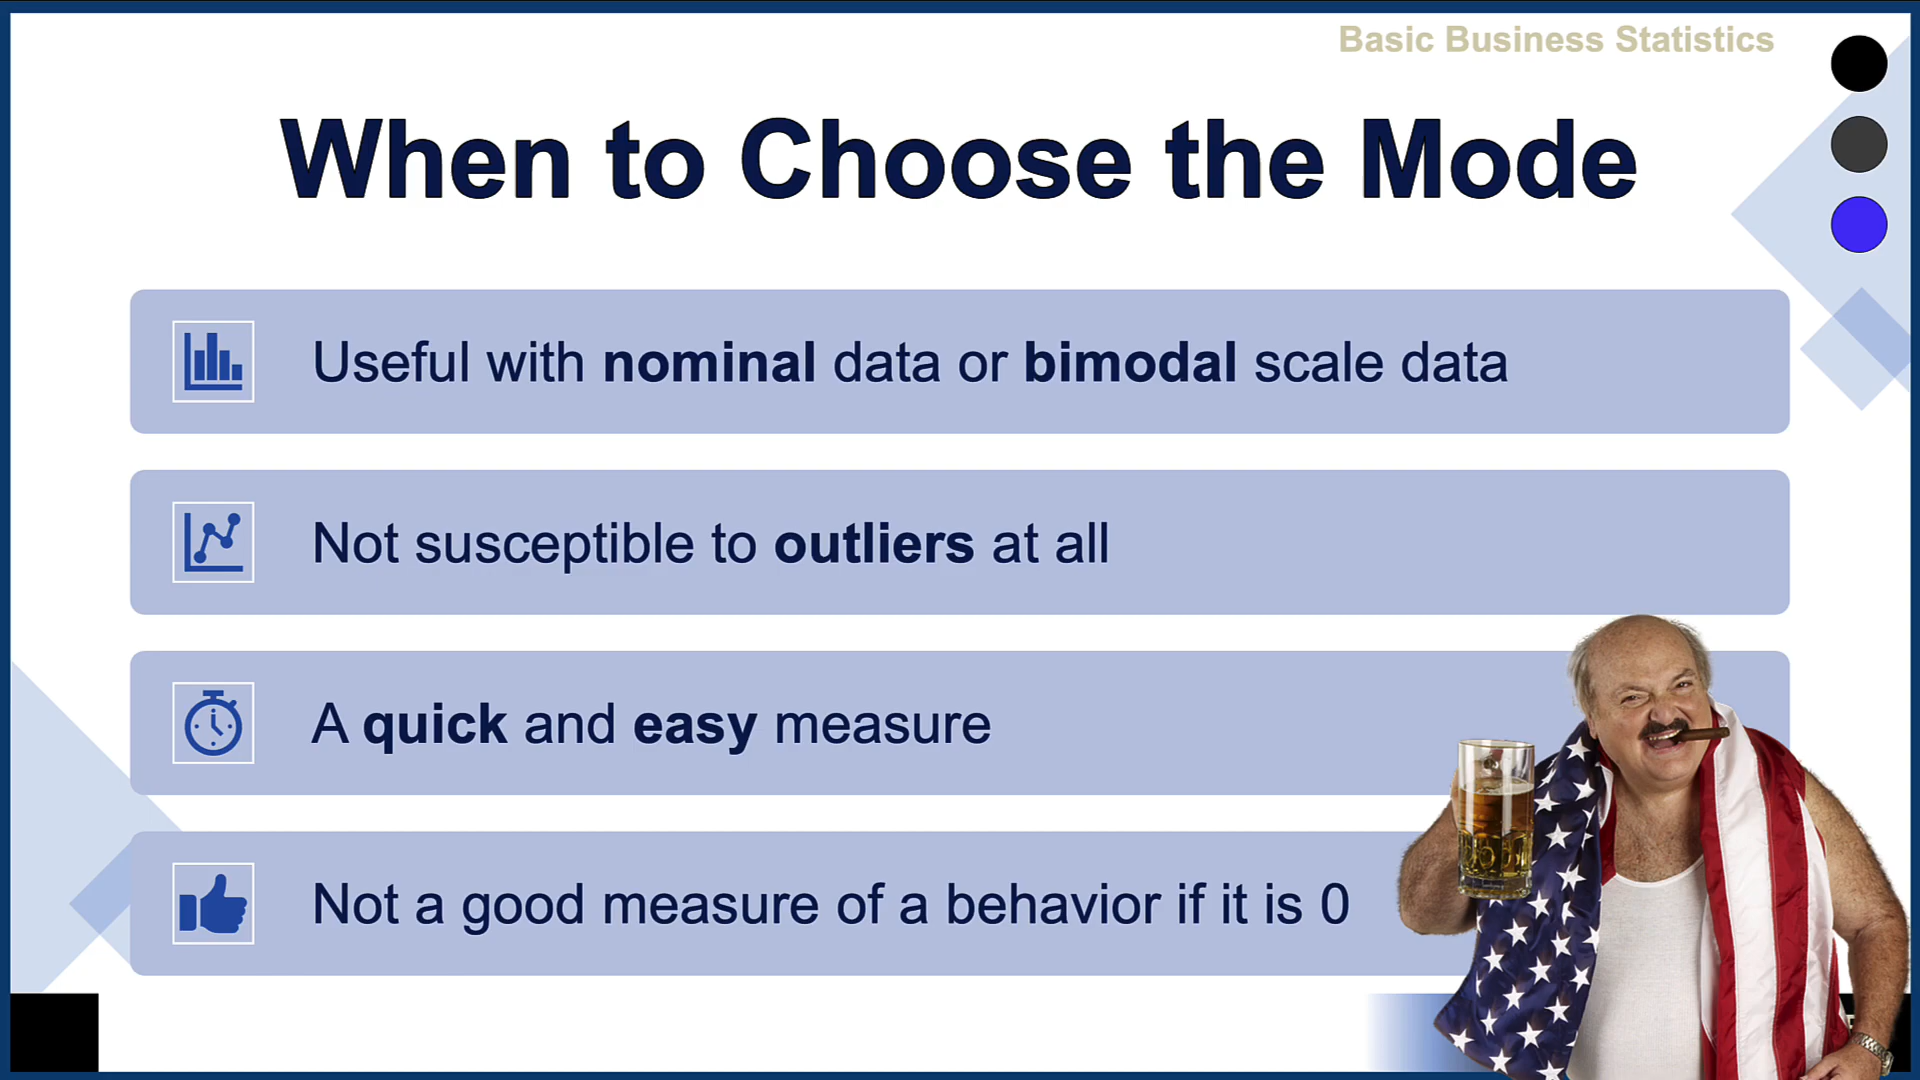 Basic Business Statistics
When to Choose the Mode
Useful with nominal data or bimodal scale data
Not susceptible to outliers at all
A quick and easy measure
Not a good measure of a behavior if it is 0